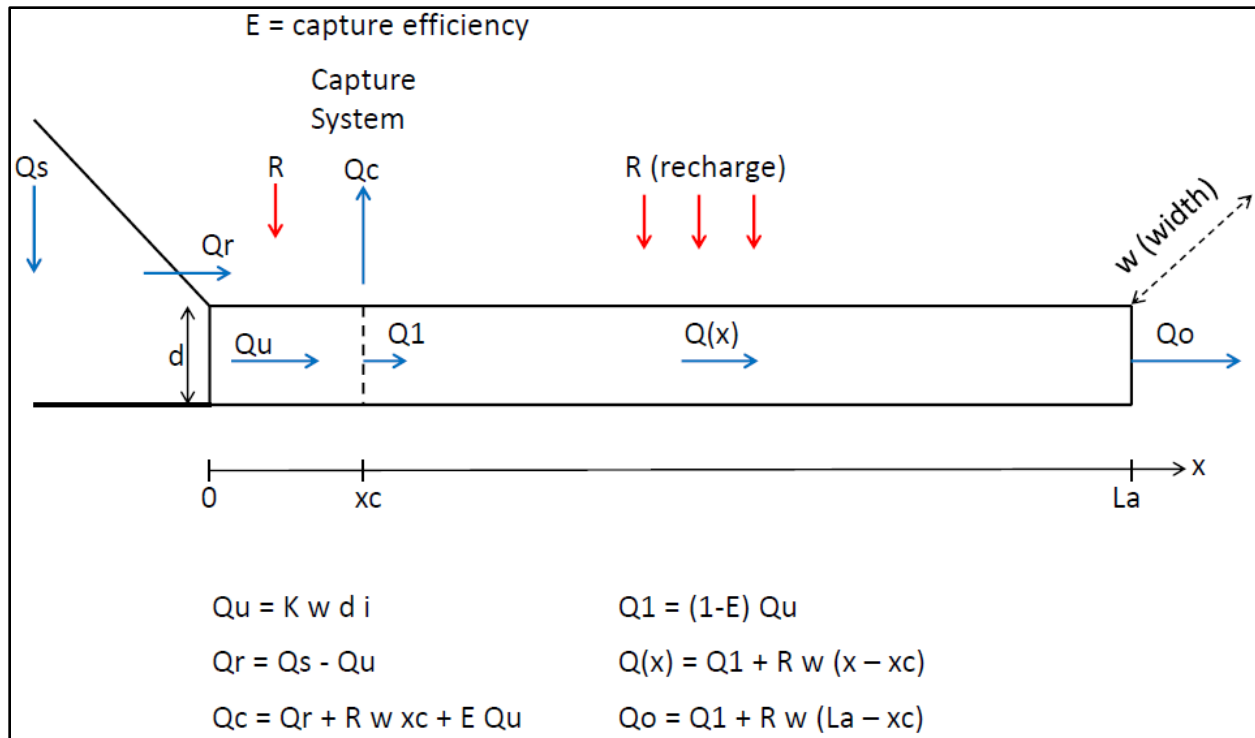 E = capture efficiency
Capture
System
Qs
R
Qc
R (recharge)
w (width)
Qr
d
Qu
Q1
Q(x)
Qo
0
xc
La
x
Qu = K w d i
Q1 = (1-E) Qu
Qr = Qs - Qu
Q(x) = Q1 + R w (x – xc)
Qc = Qr + R w xc + E Qu
Qo = Q1 + R w (La – xc)